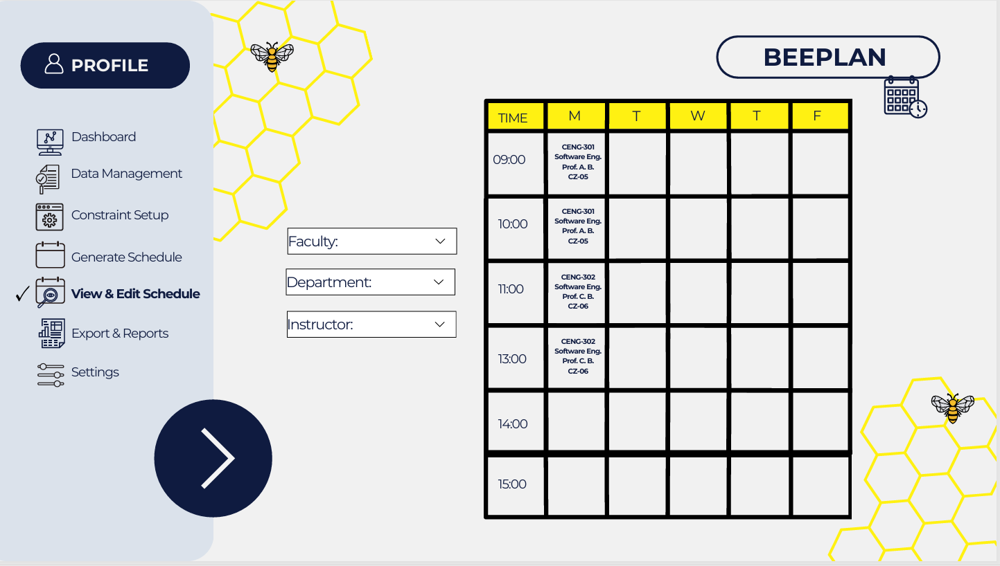 PROFILE
Dashboard
Data Management
Constraint Setup
Generate Schedule
View & Edit Schedule
Export & Reports
Settings
Faculty:
Department:
Instructor:
BEEPLAN
TIME M T W T F
09:00
CENG-301
Software Eng.
Prof. A. B.
CZ-05
10:00
CENG-301
Software Eng.
Prof. A. B.
CZ-05
11:00
CENG-302
Software Eng.
Prof. C. B.
CZ-06
13:00
CENG-302
Software Eng.
Prof. C. B.
CZ-06
14:00
15:00